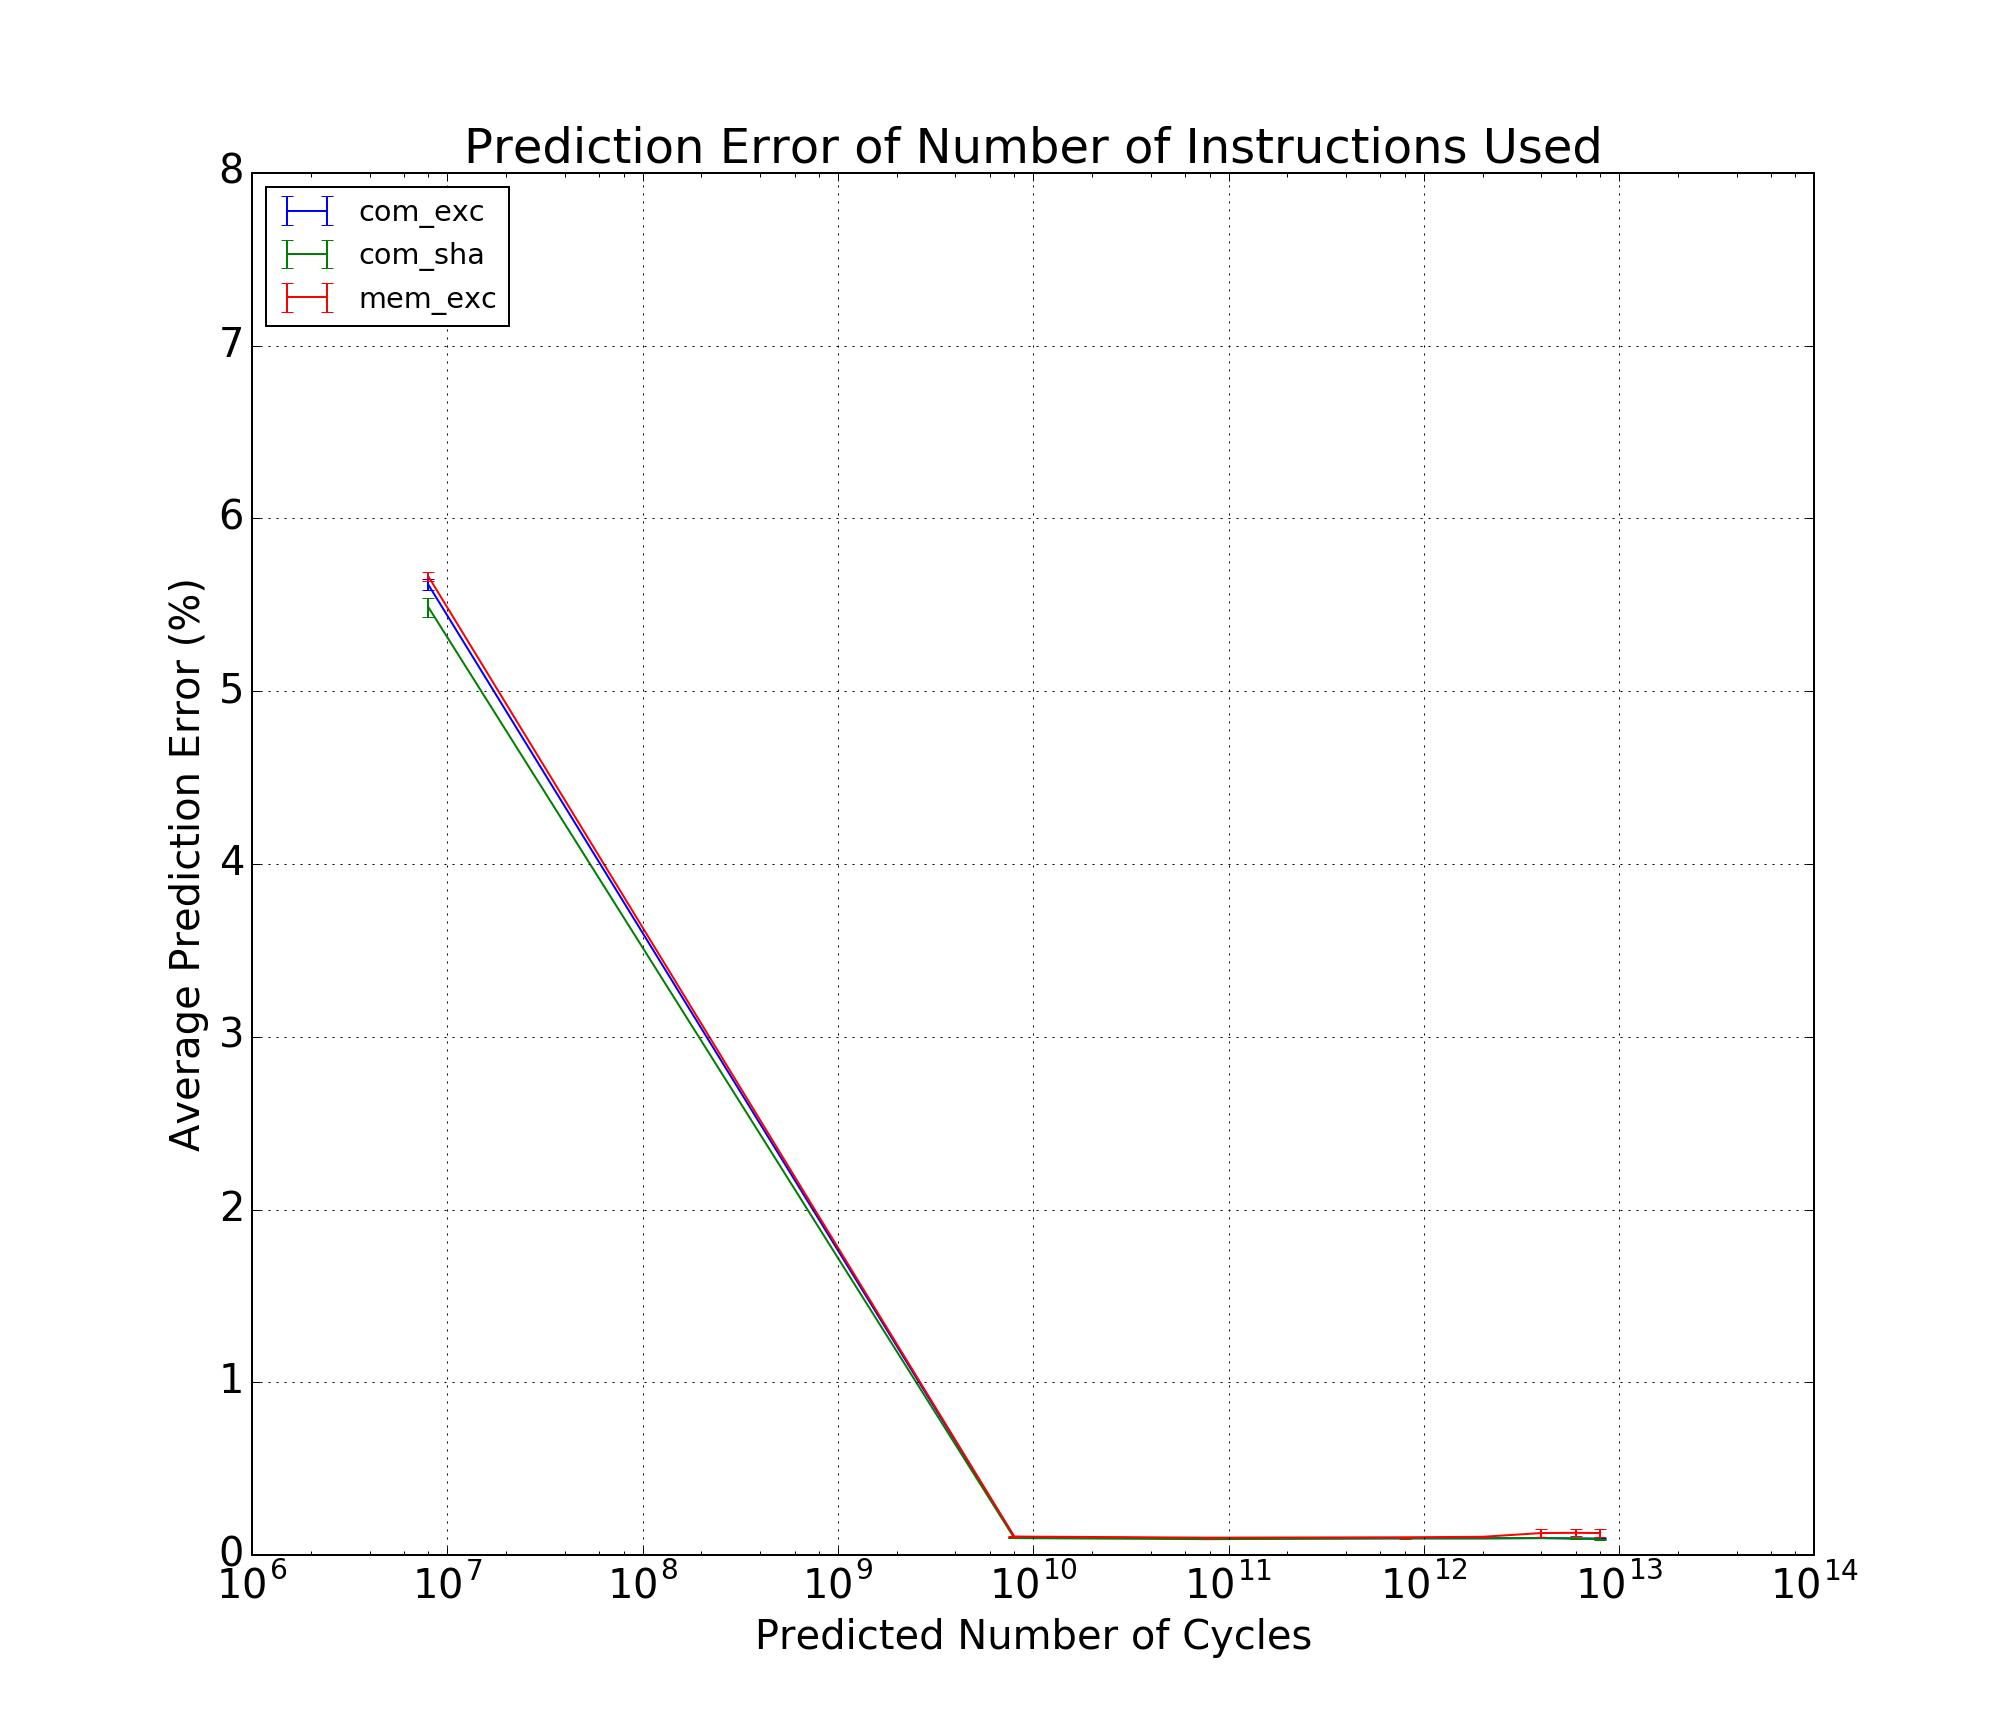 Prediction Error of Number of Instructions Used
com_exc
com_sha
mem_exc
Average Prediction Error (%)
8
7
6
5
4
3
2
1
0
10^6 10^7 10^8 10^9 10^10 10^11 10^12 10^13 10^14
Predicted Number of Cycles